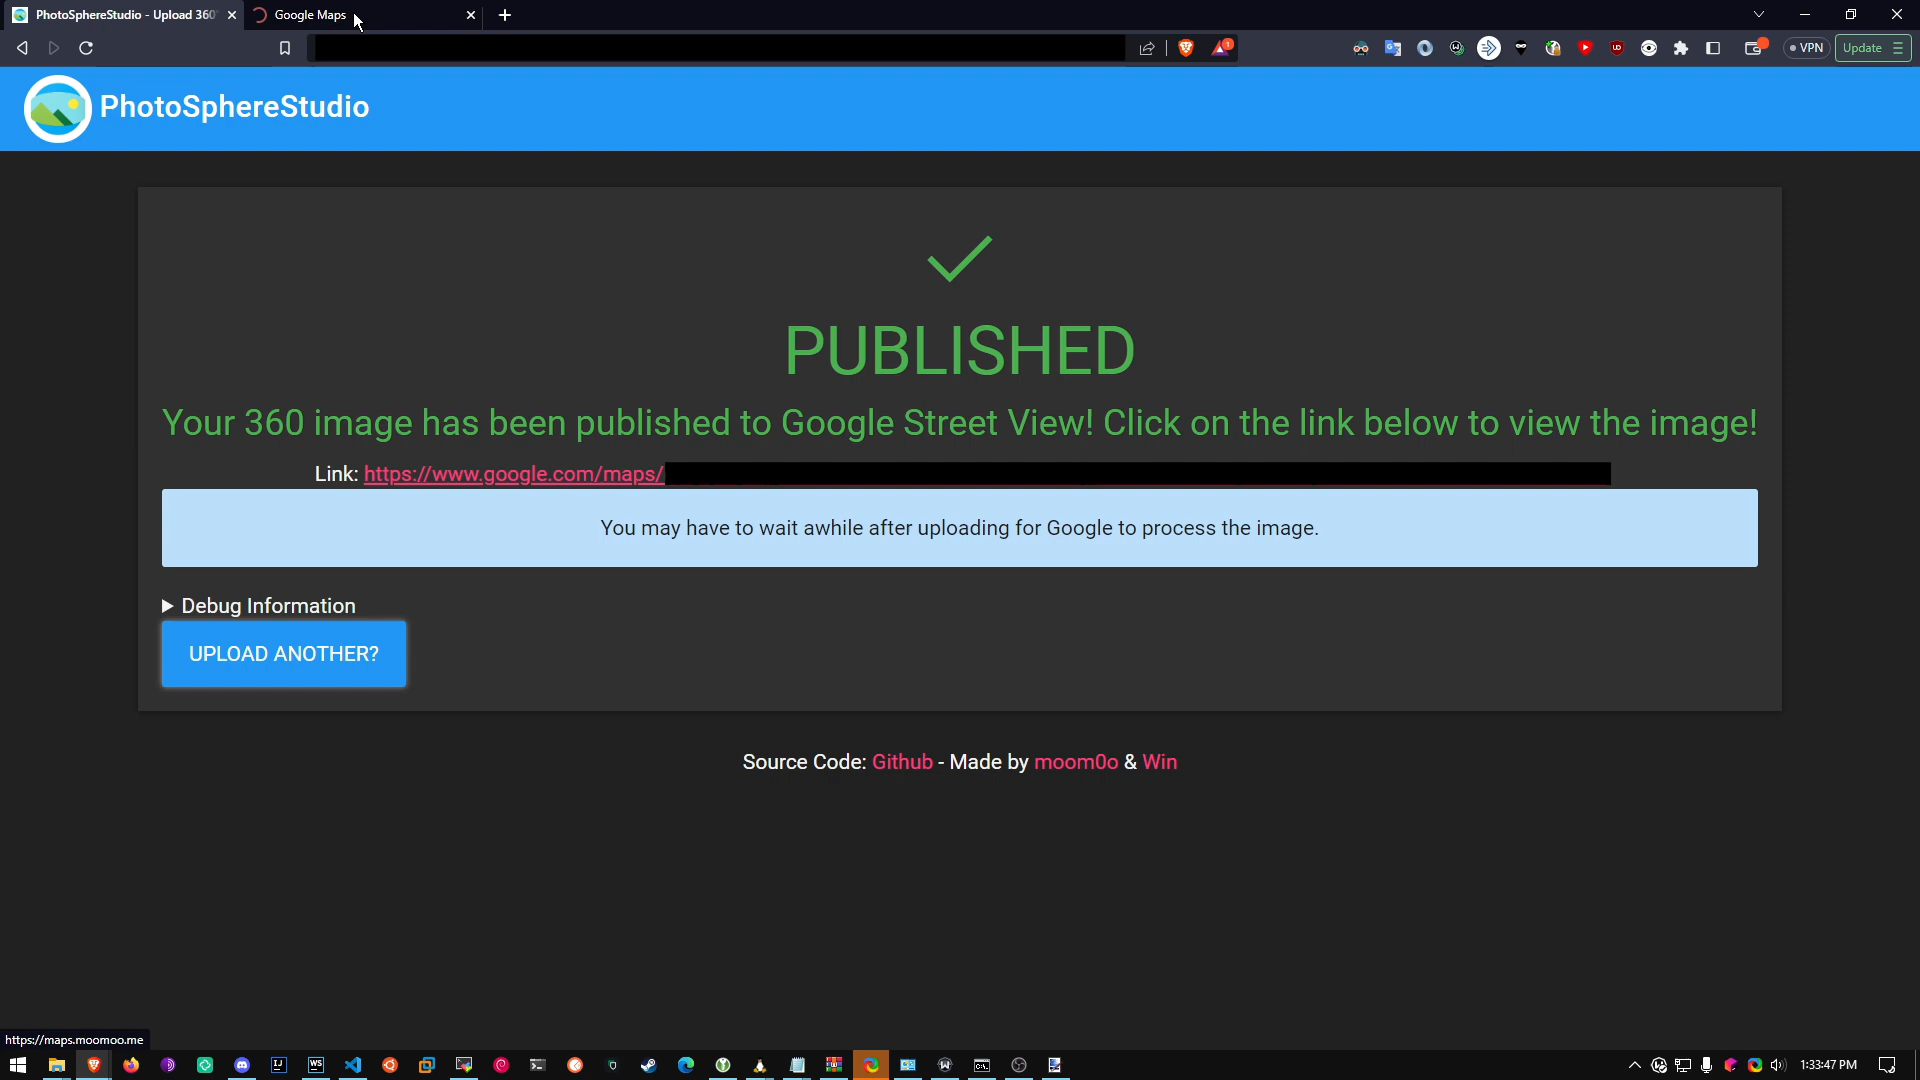 PhotoSphereStudio - Upload 360°
Google Maps
VPN
Update
PhotoSphereStudio
PUBLISHED
Your 360 image has been published to Google Street View! Click on the link below to view the image!
Link: https://www.google.com/maps/
You may have to wait awhile after uploading for Google to process the image.
Debug Information
UPLOAD ANOTHER?
Source Code: Github - Made by moom0o & Win
https://maps.moomoo.me
1:33:47 PM